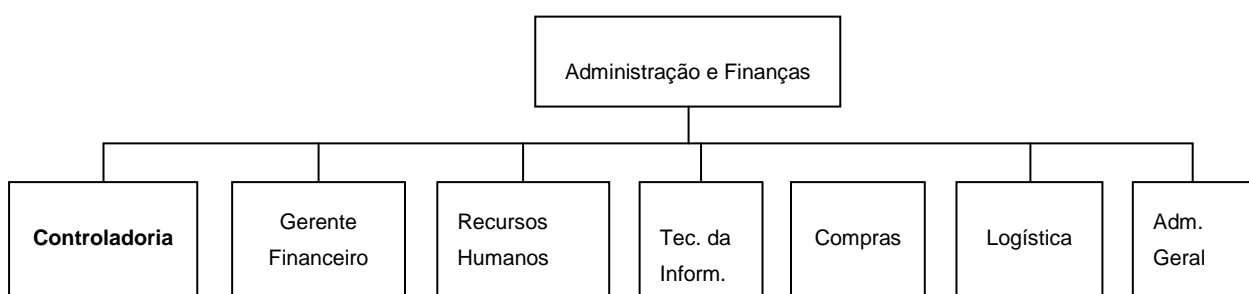 Administração e Finanças
Controladoria
Gerente
Financeiro
Recursos
Humanos
Tec. da
Inform.
Compras
Logística
Adm.
Geral